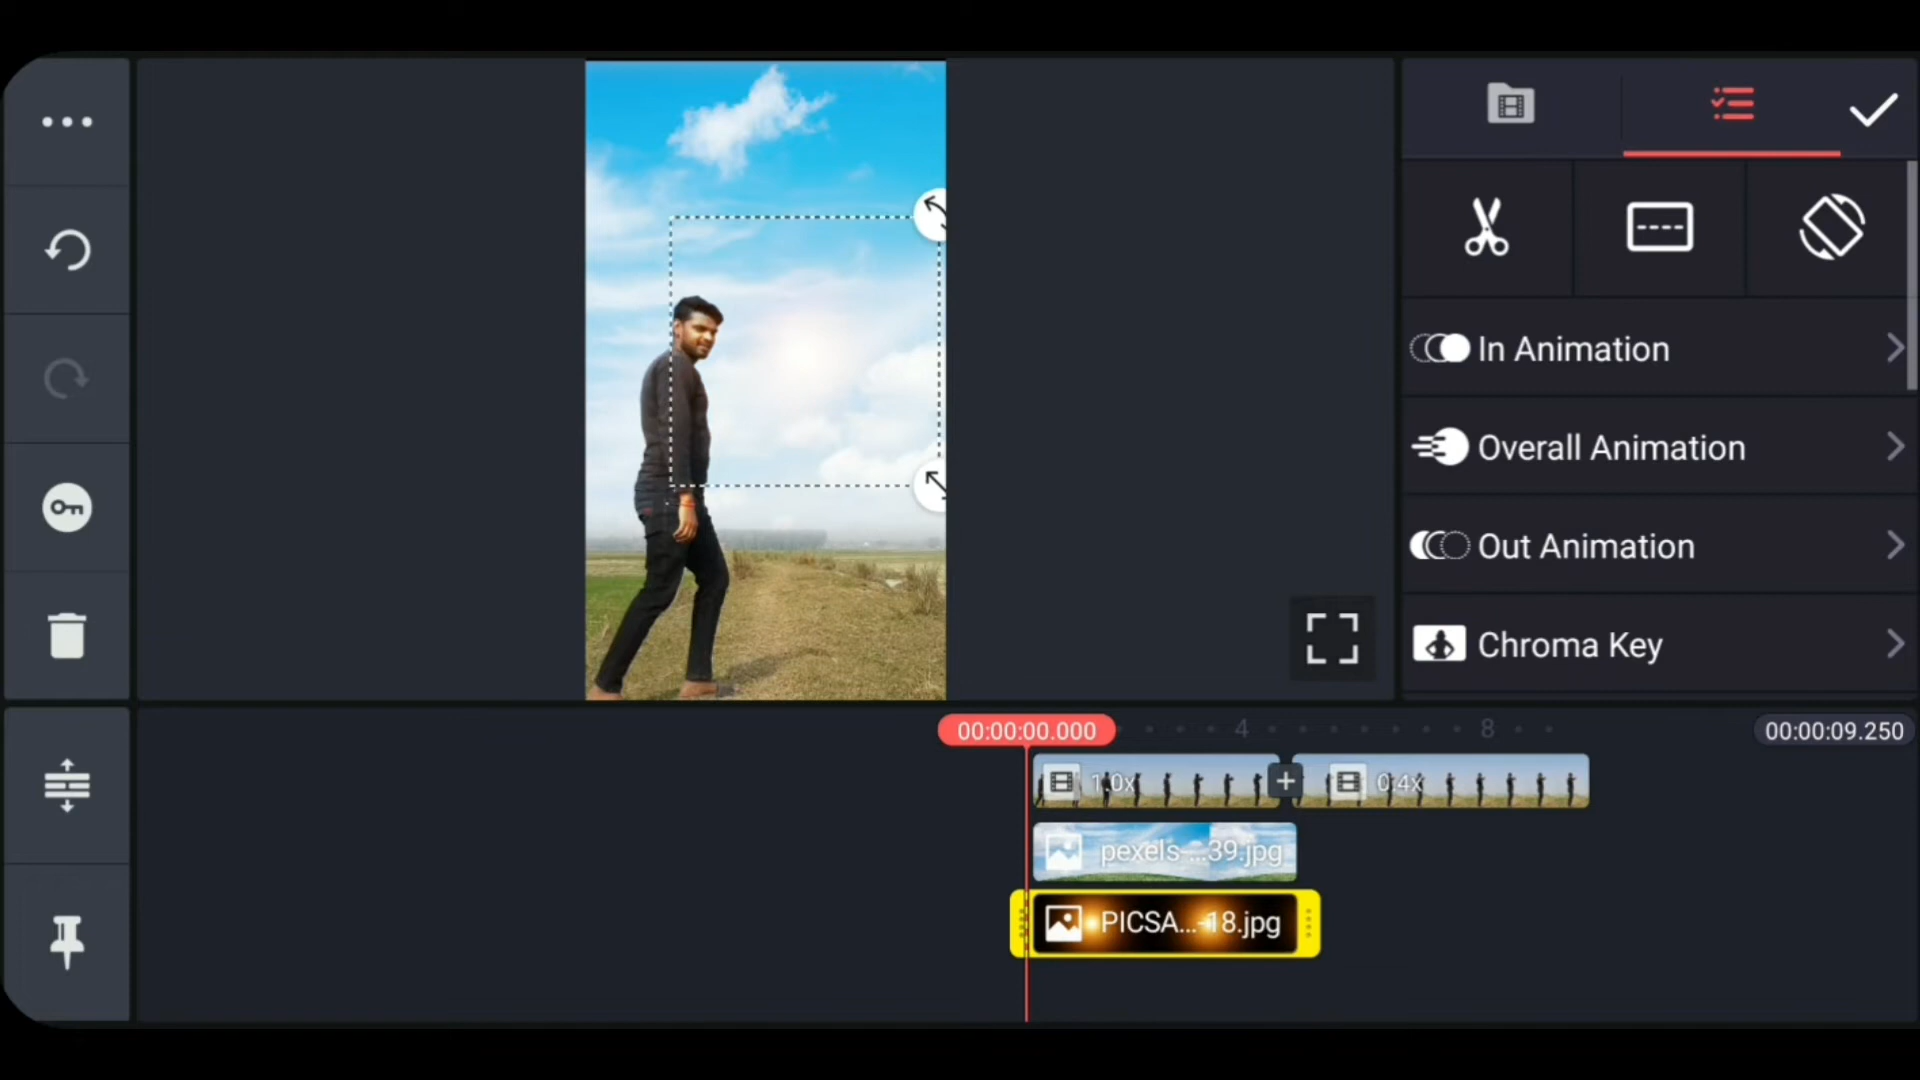 In Animation
Overall Animation
Out Animation
Chroma Key
00:00:00.000
4
8
00:00:09.250
1.0x
0.4x
pexels-...39.jpg
PICSA...-18.jpg